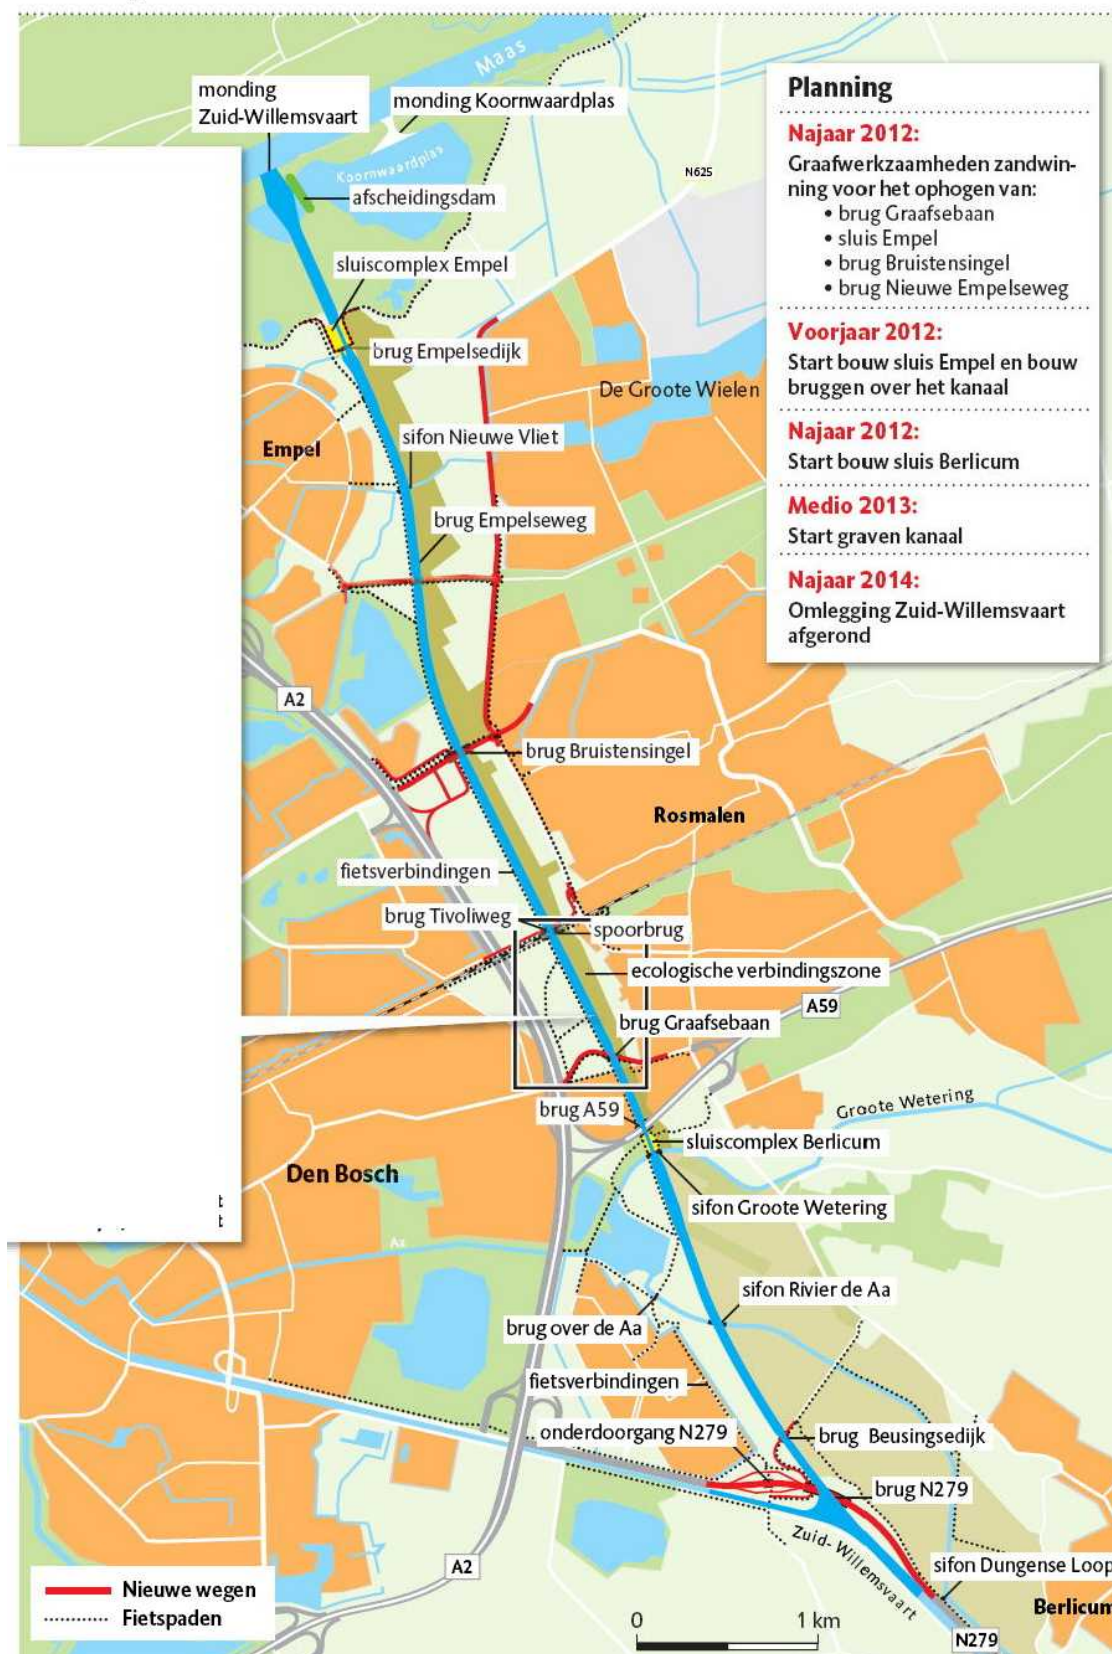 Maas
monding
Zuid-Willemsvaart
monding Koornwaardplas
Koornwaardplas
afscheidingsdam
N625
sluiscomplex Empel
brug Empelsedijk
De Groote Wielen
Empel
sifon Nieuwe Vliet
brug Empelseweg
Planning
Najaar 2012:
Graafwerkzaamheden zandwin-
ning voor het ophogen van:
• brug Graafsebaan
• sluis Empel
• brug Bruistensingel
• brug Nieuwe Empelseweg
Voorjaar 2012:
Start bouw sluis Empel en bouw
bruggen over het kanaal
Najaar 2012:
Start bouw sluis Berlicum
Medio 2013:
Start graven kanaal
Najaar 2014:
Omlegging Zuid-Willemsvaart
afgerond
A2
brug Bruistensingel
Rosmalen
fietsverbindingen
brug Tivoliweg
spoorbrug
ecologische verbindingszone
A59
brug Graafsebaan
brug A59
Groote Wetering
sluiscomplex Berlicum
Den Bosch
sifon Groote Wetering
Aa
sifon Rivier de Aa
brug over de Aa
fietsverbindingen
onderdoorgang N279
brug Beusingsedijk
brug N279
Zuid-Willemsvaart
A2
sifon Dungense Loop
Berlicum
N279
Nieuwe wegen
Fietspaden
0 1 km